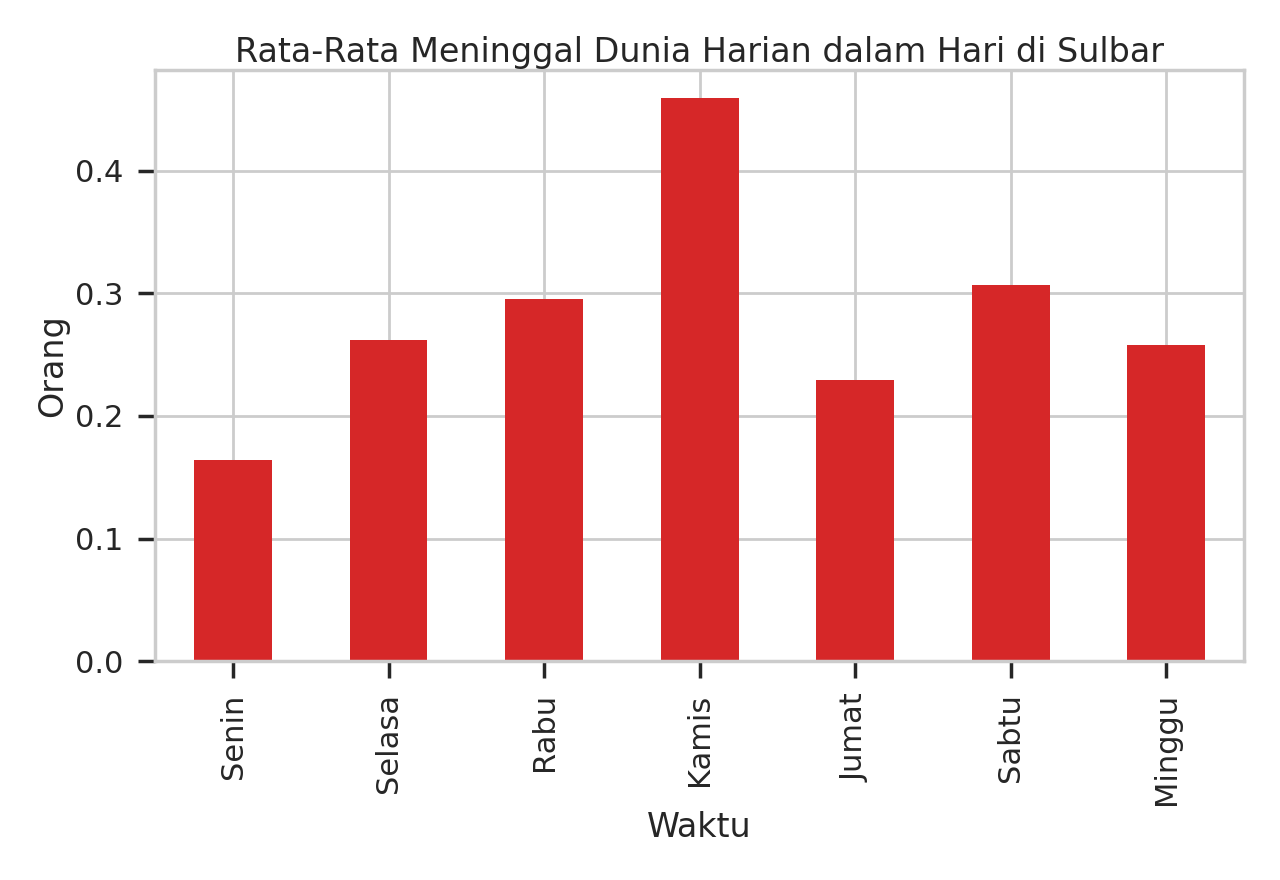 Rata-Rata Meninggal Dunia Harian dalam Hari di Sulbar
Orang
0.4
0.3
0.2
0.1
0.0
Senin
Selasa
Rabu
Kamis
Jumat
Sabtu
Minggu
Waktu